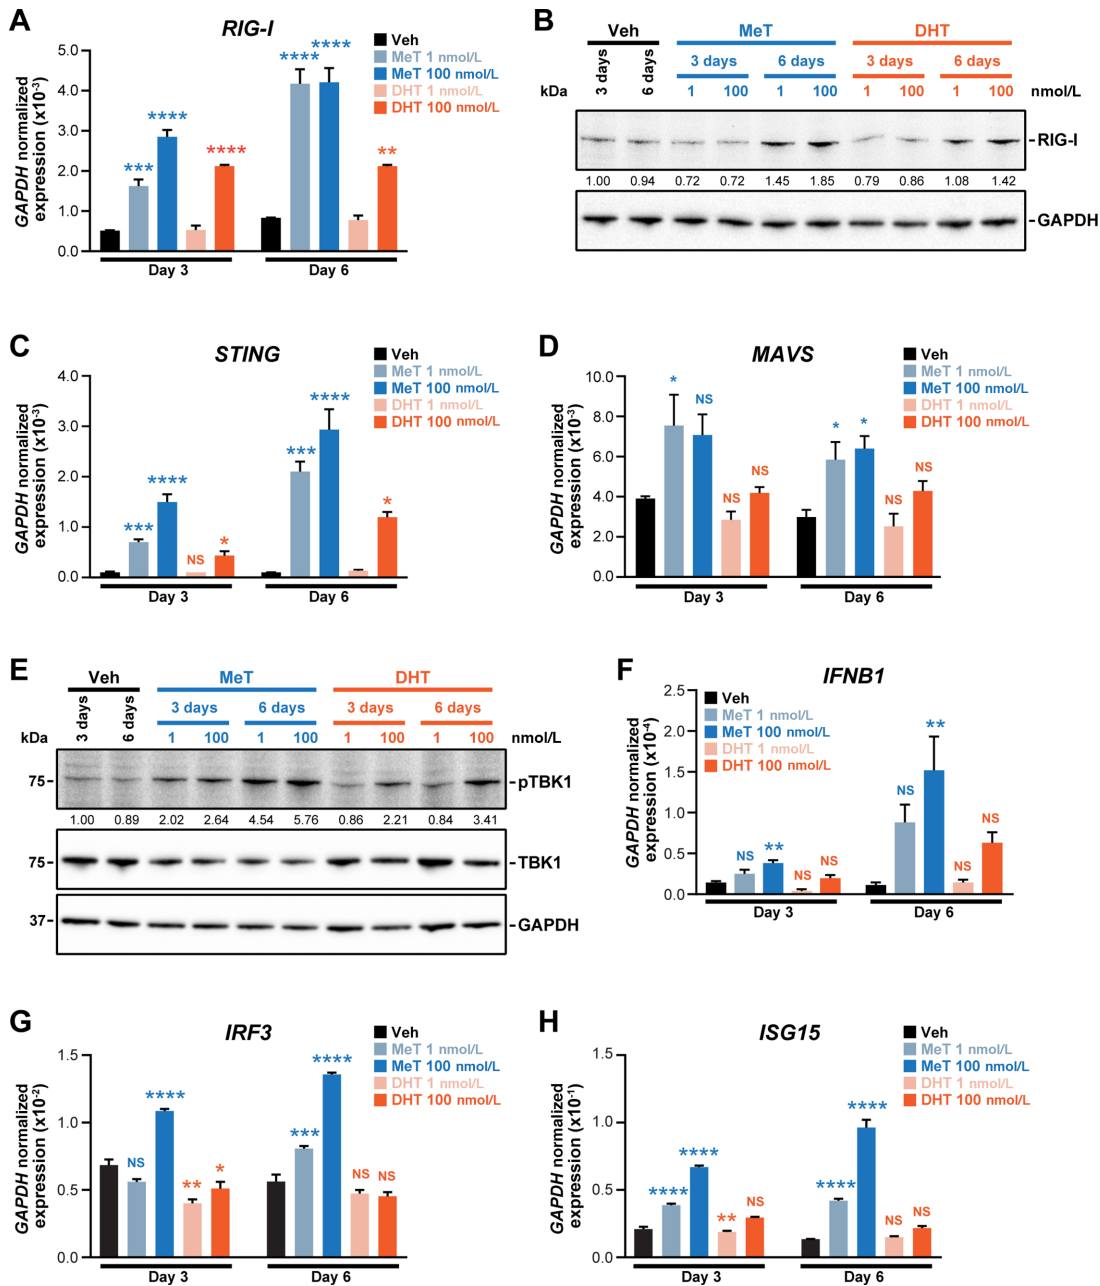 A
RIG-I
GAPDH normalized
expression (x10-3)
5.0
4.0
3.0
2.0
1.0
0.0
***
****
****
****
****
**
Veh
MeT 1 nmol/L
MeT 100 nmol/L
DHT 1 nmol/L
DHT 100 nmol/L
Day 3
Day 6
B
Veh
MeT
DHT
3 days
6 days
3 days
6 days
3 days
6 days
kDa
1
100
1
100
1
100
1
100
nmol/L
-RIG-I
1.00
0.94
0.72
0.72
1.45
1.85
0.79
0.86
1.08
1.42
-GAPDH
C
STING
GAPDH normalized
expression (x10-3)
4.0
3.0
2.0
1.0
0.0
***
****
NS
*
***
****
*
Veh
MeT 1 nmol/L
MeT 100 nmol/L
DHT 1 nmol/L
DHT 100 nmol/L
Day 3
Day 6
D
MAVS
GAPDH normalized
expression (x10-3)
10.0
8.0
6.0
4.0
2.0
0.0
*
NS
NS
NS
*
*
NS
NS
Veh
MeT 1 nmol/L
MeT 100 nmol/L
DHT 1 nmol/L
DHT 100 nmol/L
Day 3
Day 6
E
Veh
MeT
DHT
3 days
6 days
3 days
6 days
3 days
6 days
kDa
1
100
1
100
1
100
1
100
nmol/L
75-
-pTBK1
1.00
0.89
2.02
2.64
4.54
5.76
0.86
2.21
0.84
3.41
75-
-TBK1
37-
-GAPDH
F
IFNB1
GAPDH normalized
expression (x10-4)
2.5
2.0
1.5
1.0
0.5
0.0
Veh
MeT 1 nmol/L
MeT 100 nmol/L
DHT 1 nmol/L
DHT 100 nmol/L
NS
**
NS
NS
NS
**
NS
NS
Day 3
Day 6
G
IRF3
GAPDH normalized
expression (x10-2)
1.5
1.0
0.5
0.0
NS
****
**
*
***
****
NS
NS
Veh
MeT 1 nmol/L
MeT 100 nmol/L
DHT 1 nmol/L
DHT 100 nmol/L
Day 3
Day 6
H
ISG15
GAPDH normalized
expression (x10-1)
1.5
1.0
0.5
0.0
****
****
**
NS
****
****
NS
NS
Veh
MeT 1 nmol/L
MeT 100 nmol/L
DHT 1 nmol/L
DHT 100 nmol/L
Day 3
Day 6